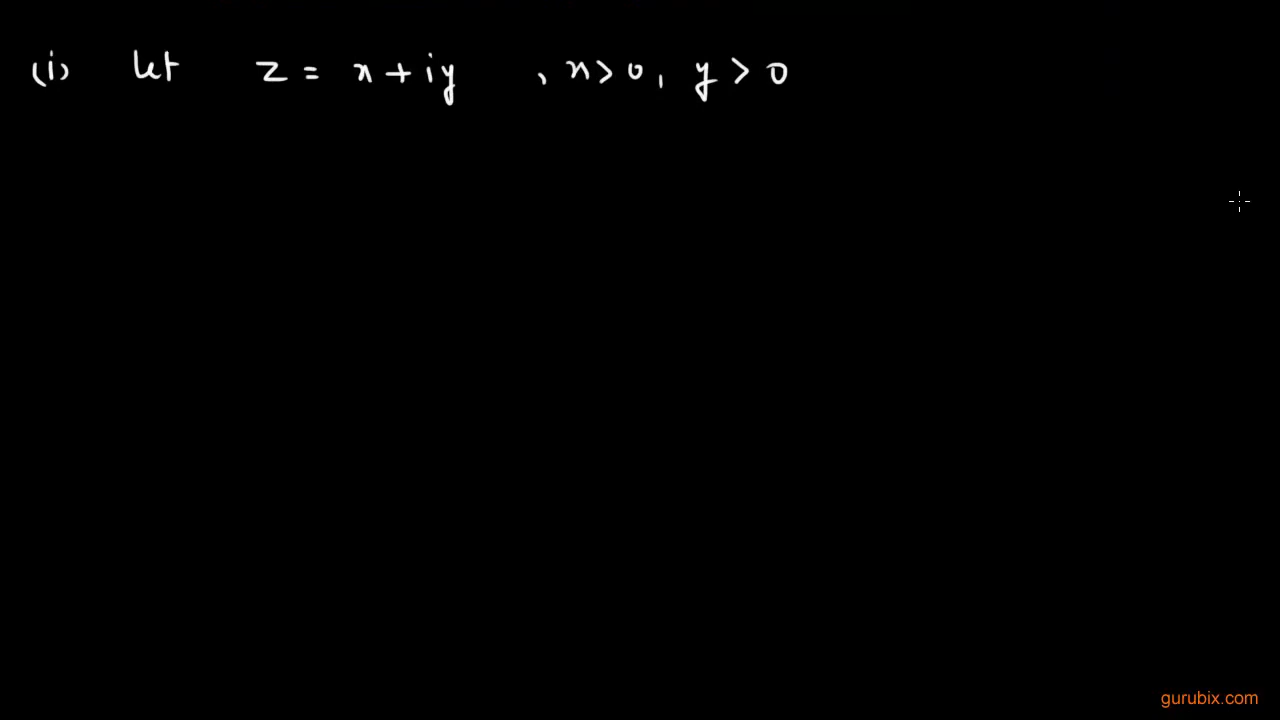 (i) let z = x + iy , x > 0, y > 0
gurubix.com